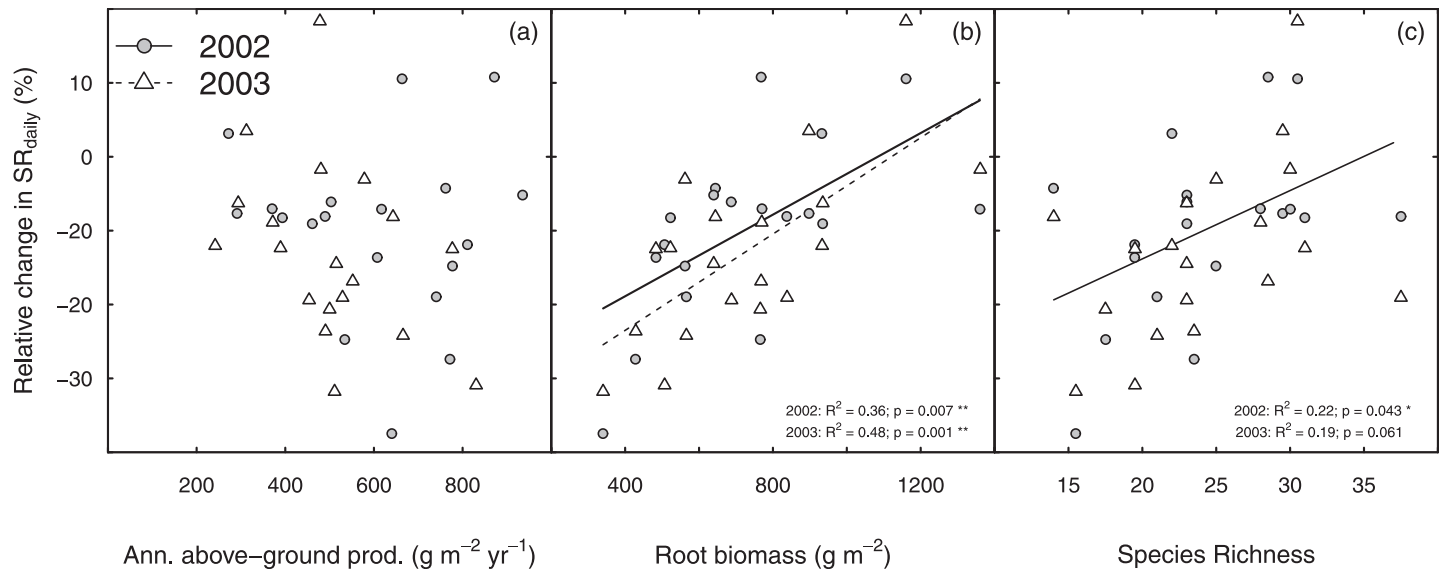 (a)
(b)
(c)
2002
2003
Relative change in SRdaily (%)
10
0
−20
−20
−30
2002: R2 = 0.36; p = 0.007 **
2003: R2 = 0.48; p = 0.001 **
2002: R2 = 0.22; p = 0.043 *
2003: R2 = 0.19; p = 0.061
200 400 600 800
400 800 1200
15 20 25 30 35
Ann. above−ground prod. (g m−2 yr−1)
Root biomass (g m−2)
Species Richness